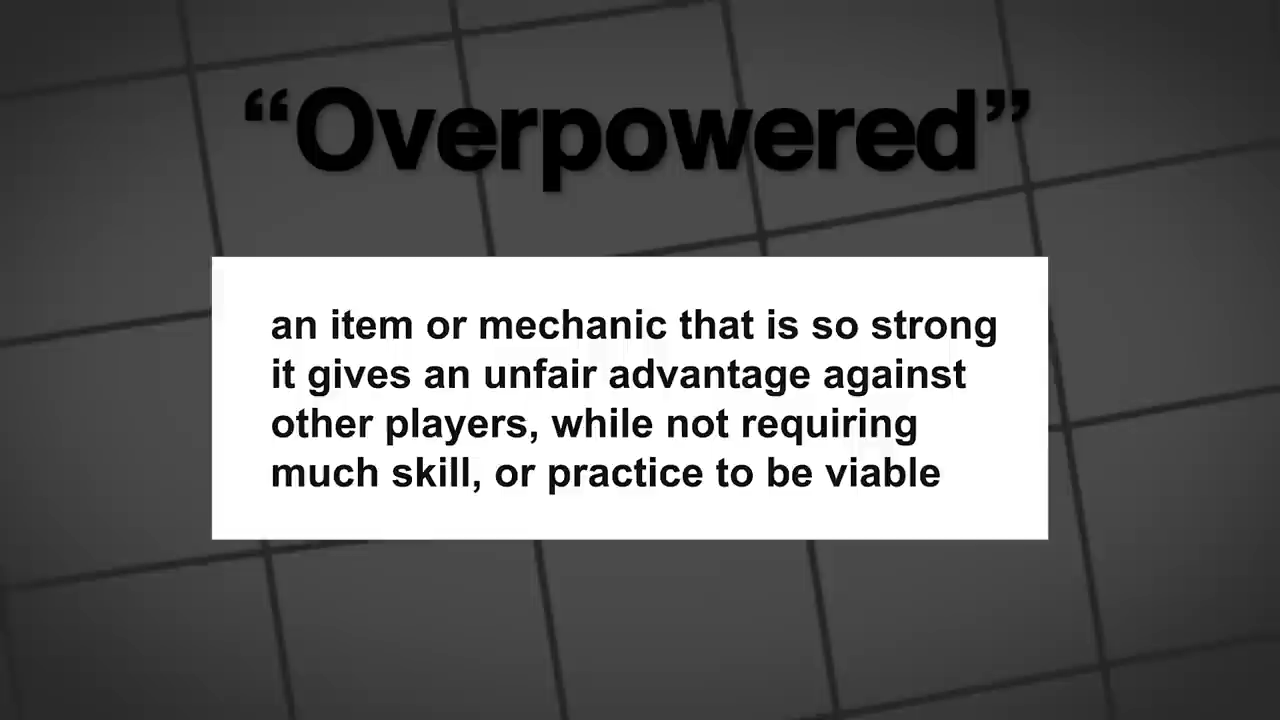 “Overpowered”
an item or mechanic that is so strong
it gives an unfair advantage against
other players, while not requiring
much skill, or practice to be viable